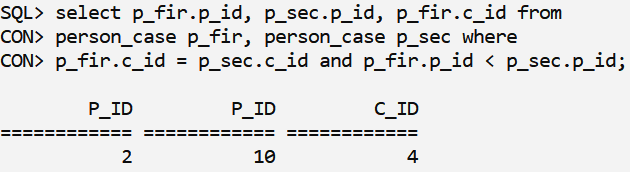 SQL> select p_fir.p_id, p_sec.p_id, p_fir.c_id from
CON> person_case p_fir, person_case p_sec where
CON> p_fir.c_id = p_sec.c_id and p_fir.p_id < p_sec.p_id;
        P_ID         P_ID         C_ID
============ ============ ============
           2           10            4